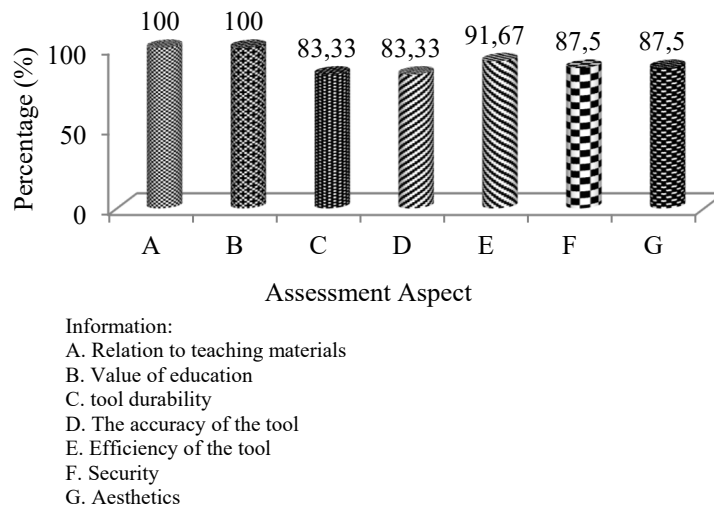 100 100 83,33 83,33 91,67 87,5 87,5
Percentage (%)
100
50
0
A B C D E F G
Assessment Aspect
Information:
A. Relation to teaching materials
B. Value of education
C. tool durability
D. The accuracy of the tool
E. Efficiency of the tool
F. Security
G. Aesthetics